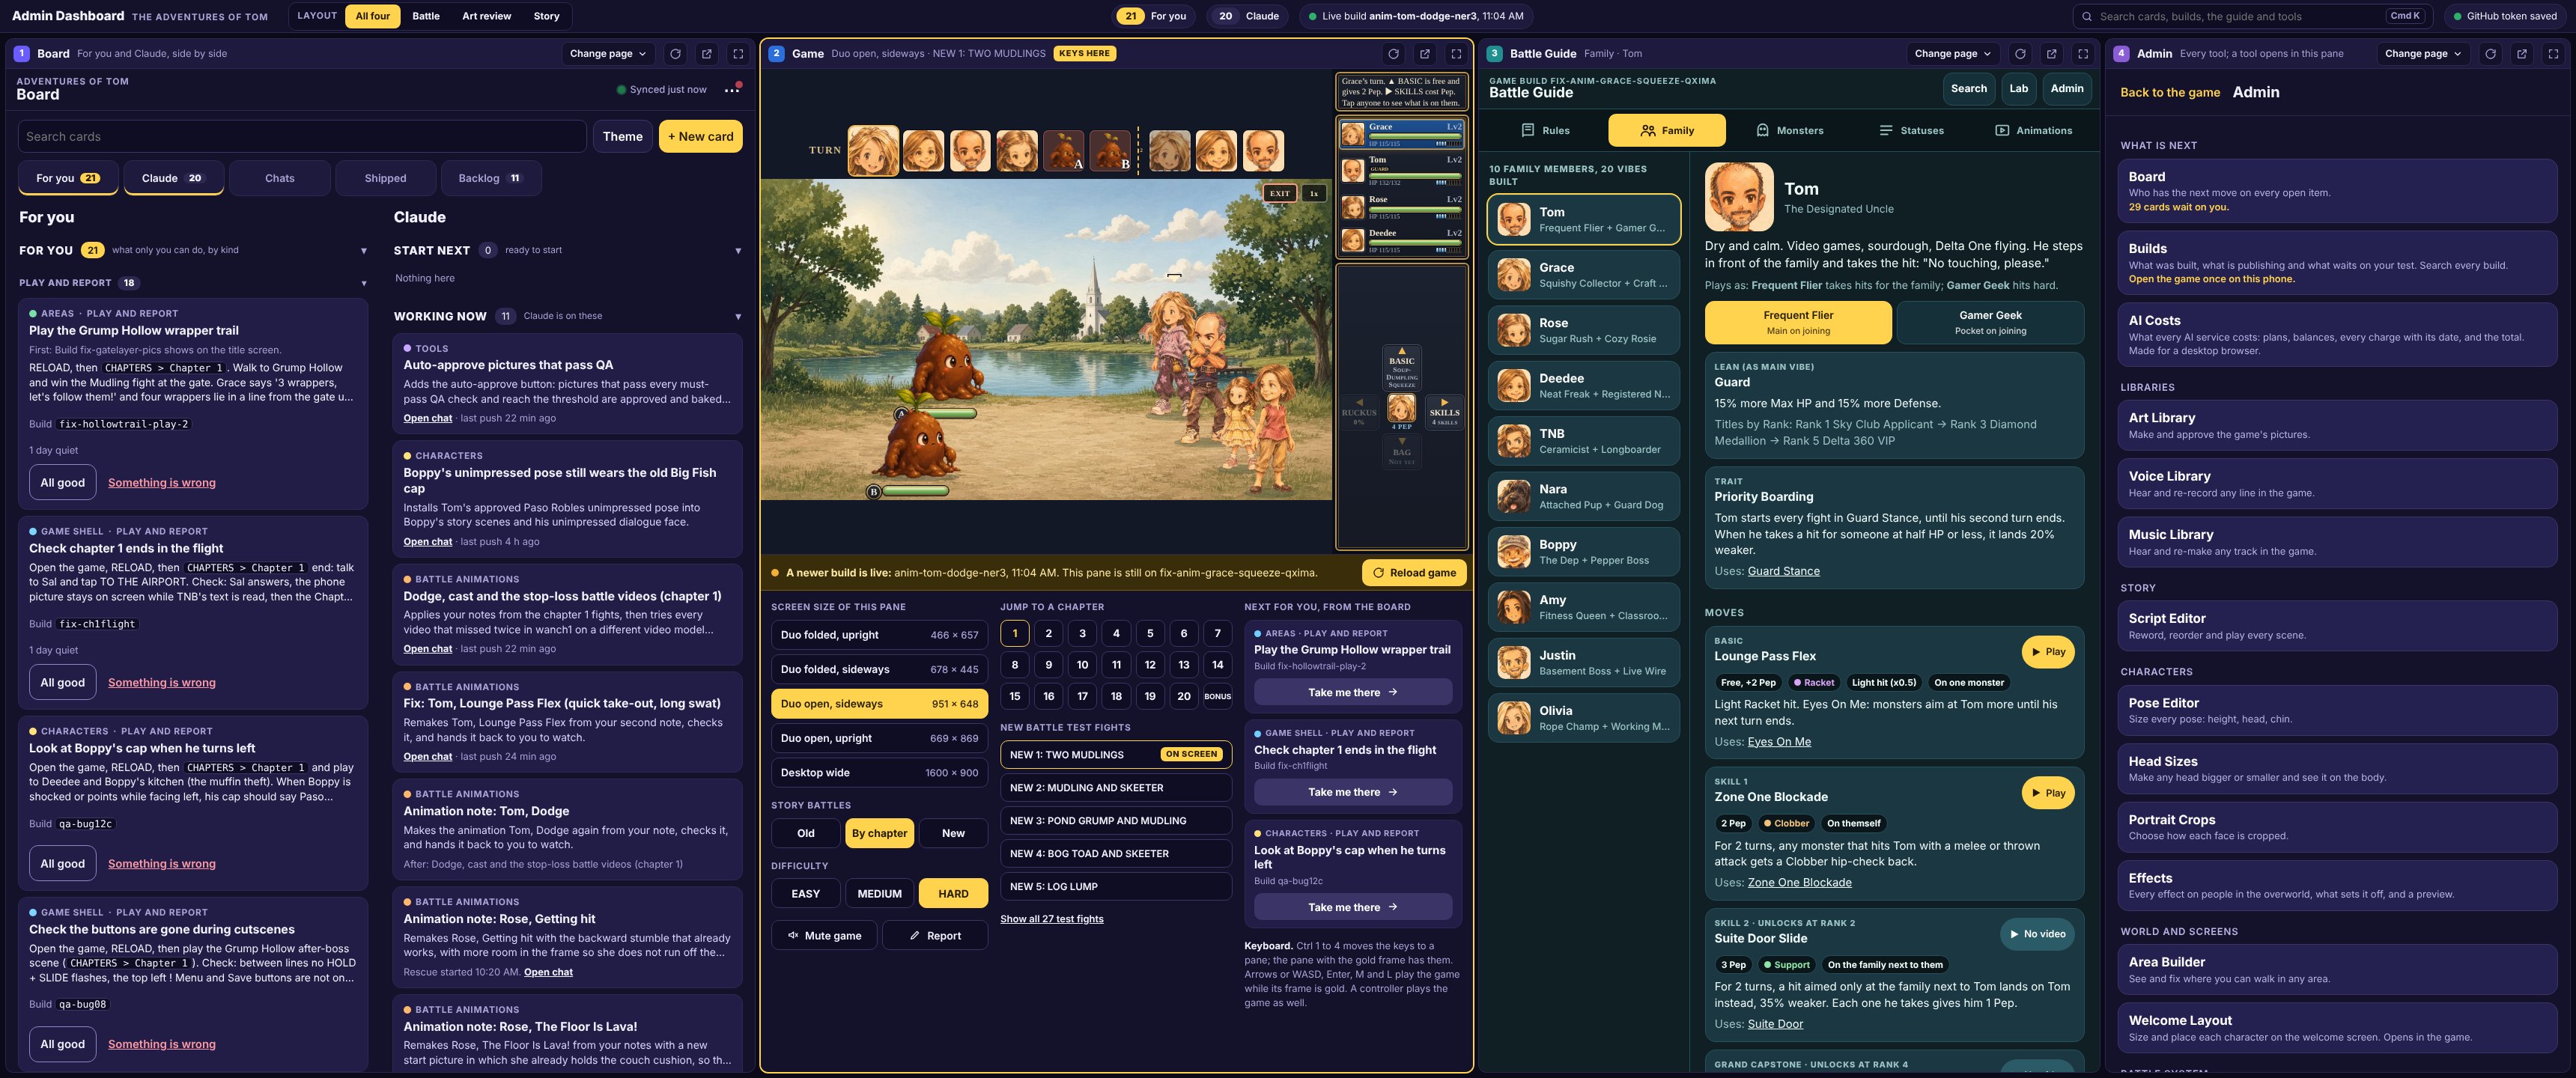 Admin Dashboard THE ADVENTURES OF TOM
LAYOUT All four Battle Art review Story
21 For you 20 Claude Live build anim-tom-dodge-ner3, 11:04 AM
Search cards, builds, the guide and tools Cmd K
GitHub token saved
1 Board For you and Claude, side by side Change page
ADVENTURES OF TOM
Board
Synced just now
Search cards Theme + New card
For you 21 Claude 20 Chats Shipped Backlog 11
For you
FOR YOU 21 what only you can do, by kind
PLAY AND REPORT 18
AREAS · PLAY AND REPORT
Play the Grump Hollow wrapper trail
First: Build fix-gatelayer-pics shows on the title screen.
RELOAD, then CHAPTERS > Chapter 1. Walk to Grump Hollow
and win the Mudling fight at the gate. Grace says '3 wrappers,
let's follow them!' and four wrappers lie in a line from the gate u...
Build fix-hollowtrail-play-2
1 day quiet
All good Something is wrong
GAME SHELL · PLAY AND REPORT
Check chapter 1 ends in the flight
Open the game, RELOAD, then CHAPTERS > Chapter 1 end: talk
to Sal and tap TO THE AIRPORT. Check: Sal answers, the phone
picture stays on screen while TNB's text is read, then the Chapt...
Build fix-ch1flight
1 day quiet
All good Something is wrong
CHARACTERS · PLAY AND REPORT
Look at Boppy's cap when he turns left
Open the game, RELOAD, then CHAPTERS > Chapter 1 and play
to Deedee and Boppy's kitchen (the muffin theft). When Boppy is
shocked or points while facing left, his cap should say Paso...
Build qa-bug12c
All good Something is wrong
GAME SHELL · PLAY AND REPORT
Check the buttons are gone during cutscenes
Open the game, RELOAD, then play the Grump Hollow after-boss
scene ( CHAPTERS > Chapter 1 ). Check: between lines no HOLD
+ SLIDE flashes, the top left ! Menu and Save buttons are not on...
Build qa-bug08
All good Something is wrong
Claude
START NEXT 0 ready to start
Nothing here
WORKING NOW 11 Claude is on these
TOOLS
Auto-approve pictures that pass QA
Adds the auto-approve button: pictures that pass every must-
pass QA check and reach the threshold are approved and baked...
Open chat · last push 22 min ago
CHARACTERS
Boppy's unimpressed pose still wears the old Big Fish
cap
Installs Tom's approved Paso Robles unimpressed pose into
Boppy's story scenes and his unimpressed dialogue face.
Open chat · last push 4 h ago
BATTLE ANIMATIONS
Dodge, cast and the stop-loss battle videos (chapter 1)
Applies your notes from the chapter 1 fights, then tries every
video that missed twice in wanch1 on a different video model...
Open chat · last push 22 min ago
BATTLE ANIMATIONS
Fix: Tom, Lounge Pass Flex (quick take-out, long swat)
Remakes Tom, Lounge Pass Flex from your second note, checks
it, and hands it back to you to watch.
Open chat · last push 24 min ago
BATTLE ANIMATIONS
Animation note: Tom, Dodge
Makes the animation Tom, Dodge again from your note, checks it,
and hands it back to you to watch.
After: Dodge, cast and the stop-loss battle videos (chapter 1)
BATTLE ANIMATIONS
Animation note: Rose, Getting hit
Remakes Rose, Getting hit with the backward stumble that already
works, with more room in the frame so she does not run off the...
Rescue started 10:20 AM. Open chat
BATTLE ANIMATIONS
Animation note: Rose, The Floor Is Lava!
Remakes Rose, The Floor Is Lava! from your notes with a new
start picture in which she already holds the couch cushion, so th...
2 Game Duo open, sideways · NEW 1: TWO MUDLINGS KEYS HERE
TURN
A B
EXIT 1x
A
B
Grace's turn. ▲ BASIC is free and
gives 2 Pep. ▶ SKILLS cost Pep.
Tap anyone to see what is on them.
Grace Lv2
HP 115/115
Tom Lv2
GUARD
HP 132/132
Rose Lv2
HP 115/115
Deedee Lv2
HP 115/115
BASIC
SOUP-
DUMPLING
SQUEEZE
RUCKUS
0%
SKILLS
4 SKILLS
4 PEP
BAG
NOT YET
A newer build is live: anim-tom-dodge-ner3, 11:04 AM. This pane is still on fix-anim-grace-squeeze-qxima. Reload game
SCREEN SIZE OF THIS PANE
Duo folded, upright 466 × 657
Duo folded, sideways 678 × 445
Duo open, sideways 951 × 648
Duo open, upright 669 × 869
Desktop wide 1600 × 900
STORY BATTLES
Old By chapter New
DIFFICULTY
EASY MEDIUM HARD
Mute game Report
JUMP TO A CHAPTER
1 2 3 4 5 6 7
8 9 10 11 12 13 14
15 16 17 18 19 20 BONUS
NEW BATTLE TEST FIGHTS
NEW 1: TWO MUDLINGS ON SCREEN
NEW 2: MUDLING AND SKEETER
NEW 3: POND GRUMP AND MUDLING
NEW 4: BOG TOAD AND SKEETER
NEW 5: LOG LUMP
Show all 27 test fights
NEXT FOR YOU, FROM THE BOARD
AREAS · PLAY AND REPORT
Play the Grump Hollow wrapper trail
Build fix-hollowtrail-play-2
Take me there
GAME SHELL · PLAY AND REPORT
Check chapter 1 ends in the flight
Build fix-ch1flight
Take me there
CHARACTERS · PLAY AND REPORT
Look at Boppy's cap when he turns
left
Build qa-bug12c
Take me there
Keyboard. Ctrl 1 to 4 moves the keys to a
pane; the pane with the gold frame has them.
Arrows or WASD, Enter, M and L play the game
while its frame is gold. A controller plays the
game as well.
3 Battle Guide Family · Tom Change page
GAME BUILD FIX-ANIM-GRACE-SQUEEZE-QXIMA
Battle Guide
Search Lab Admin
Rules Family Monsters Statuses Animations
10 FAMILY MEMBERS, 20 VIBES
BUILT
Tom
Frequent Flier + Gamer G...
Grace
Squishy Collector + Craft ...
Rose
Sugar Rush + Cozy Rosie
Deedee
Neat Freak + Registered N...
TNB
Ceramicist + Longboarder
Nara
Attached Pup + Guard Dog
Boppy
The Dep + Pepper Boss
Amy
Fitness Queen + Classroo...
Justin
Basement Boss + Live Wire
Olivia
Rope Champ + Working M...
Tom
The Designated Uncle
Dry and calm. Video games, sourdough, Delta One flying. He steps
in front of the family and takes the hit: "No touching, please."
Plays as: Frequent Flier takes hits for the family; Gamer Geek hits hard.
Frequent Flier
Main on joining
Gamer Geek
Pocket on joining
LEAN (AS MAIN VIBE)
Guard
15% more Max HP and 15% more Defense.
Titles by Rank: Rank 1 Sky Club Applicant → Rank 3 Diamond
Medallion → Rank 5 Delta 360 VIP
TRAIT
Priority Boarding
Tom starts every fight in Guard Stance, until his second turn ends.
When he takes a hit for someone at half HP or less, it lands 20%
weaker.
Uses: Guard Stance
MOVES
BASIC
Lounge Pass Flex
Play
Free, +2 Pep Racket Light hit (x0.5) On one monster
Light Racket hit. Eyes On Me: monsters aim at Tom more until his
next turn ends.
Uses: Eyes On Me
SKILL 1
Zone One Blockade
Play
2 Pep Clobber On themself
For 2 turns, any monster that hits Tom with a melee or thrown
attack gets a Clobber hip-check back.
Uses: Zone One Blockade
SKILL 2 · UNLOCKS AT RANK 2
Suite Door Slide
No video
3 Pep Support On the family next to them
For 2 turns, a hit aimed only at the family next to Tom lands on Tom
instead, 35% weaker. Each one he takes gives him 1 Pep.
Uses: Suite Door
GRAND CAPSTONE · UNLOCKS AT RANK 4
4 Admin Every tool; a tool opens in this pane Change page
Back to the game Admin
WHAT IS NEXT
Board
Who has the next move on every open item.
29 cards wait on you.
Builds
What was built, what is publishing and what waits on your test. Search every build.
Open the game once on this phone.
AI Costs
What every AI service costs: plans, balances, every charge with its date, and the total.
Made for a desktop browser.
LIBRARIES
Art Library
Make and approve the game's pictures.
Voice Library
Hear and re-record any line in the game.
Music Library
Hear and re-make any track in the game.
STORY
Script Editor
Reword, reorder and play every scene.
CHARACTERS
Pose Editor
Size every pose: height, head, chin.
Head Sizes
Make any head bigger or smaller and see it on the body.
Portrait Crops
Choose how each face is cropped.
Effects
Every effect on people in the overworld, what sets it off, and a preview.
WORLD AND SCREENS
Area Builder
See and fix where you can walk in any area.
Welcome Layout
Size and place each character on the welcome screen. Opens in the game.